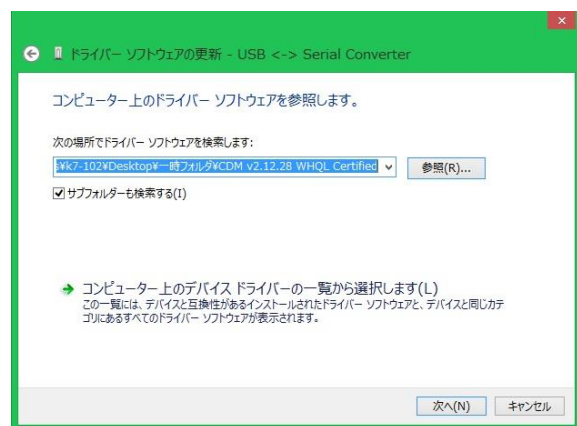 ドライバー ソフトウェアの更新 - USB <-> Serial Converter
コンピューター上のドライバー ソフトウェアを参照します。
次の場所でドライバー ソフトウェアを検索します:
s¥k7-102¥Desktop¥一時フォルダ¥CDM v2.12.28 WHQL Certified
参照(R)...
サブフォルダーも検索する(I)
コンピューター上のデバイス ドライバーの一覧から選択します(L)
この一覧には、デバイスと互換性があるインストールされたドライバー ソフトウェアと、デバイスと同じカテ
ゴリにあるすべてのドライバー ソフトウェアが表示されます。
次へ(N)
キャンセル